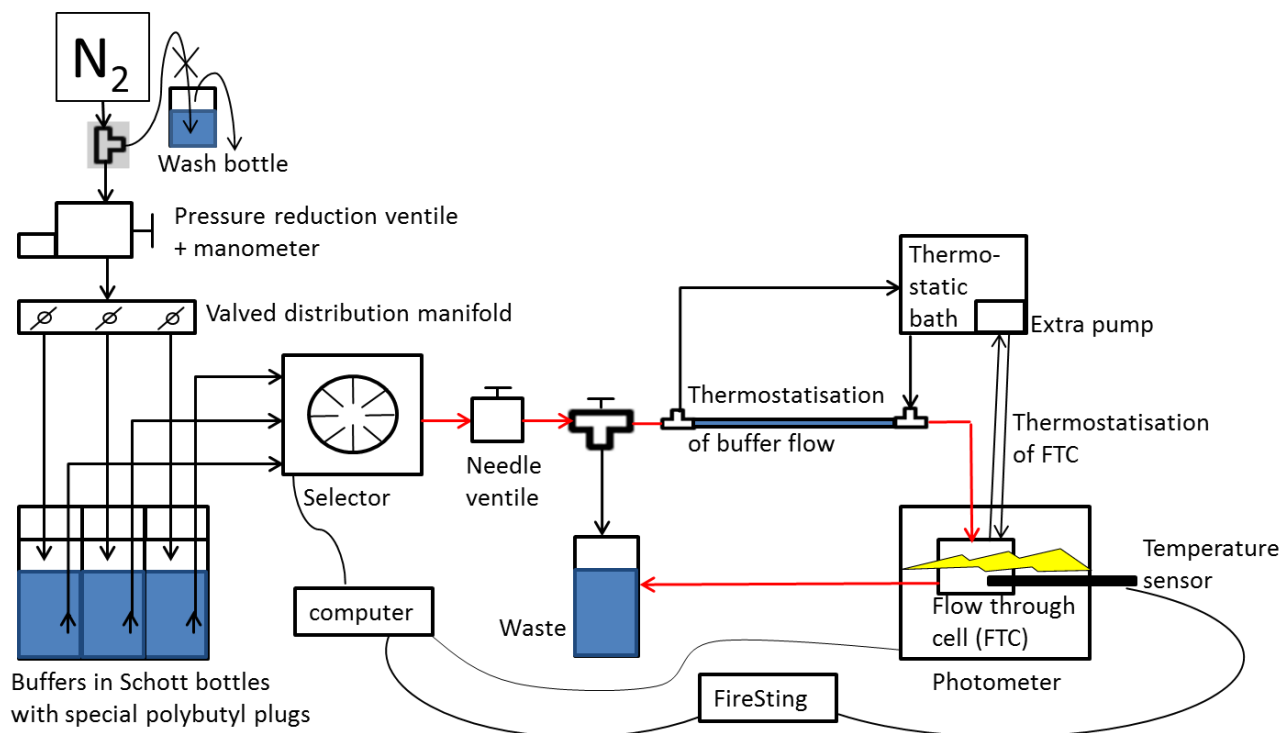 N2
Wash bottle
Pressure reduction ventile
+ manometer
Valved distribution manifold
Thermo-
static
bath
Extra pump
Thermostatisation
of buffer flow
Thermostatisation
of FTC
Needle
ventile
Selector
Temperature
sensor
computer
Waste
Flow through
cell (FTC)
Photometer
FireSting
Buffers in Schott bottles
with special polybutyl plugs